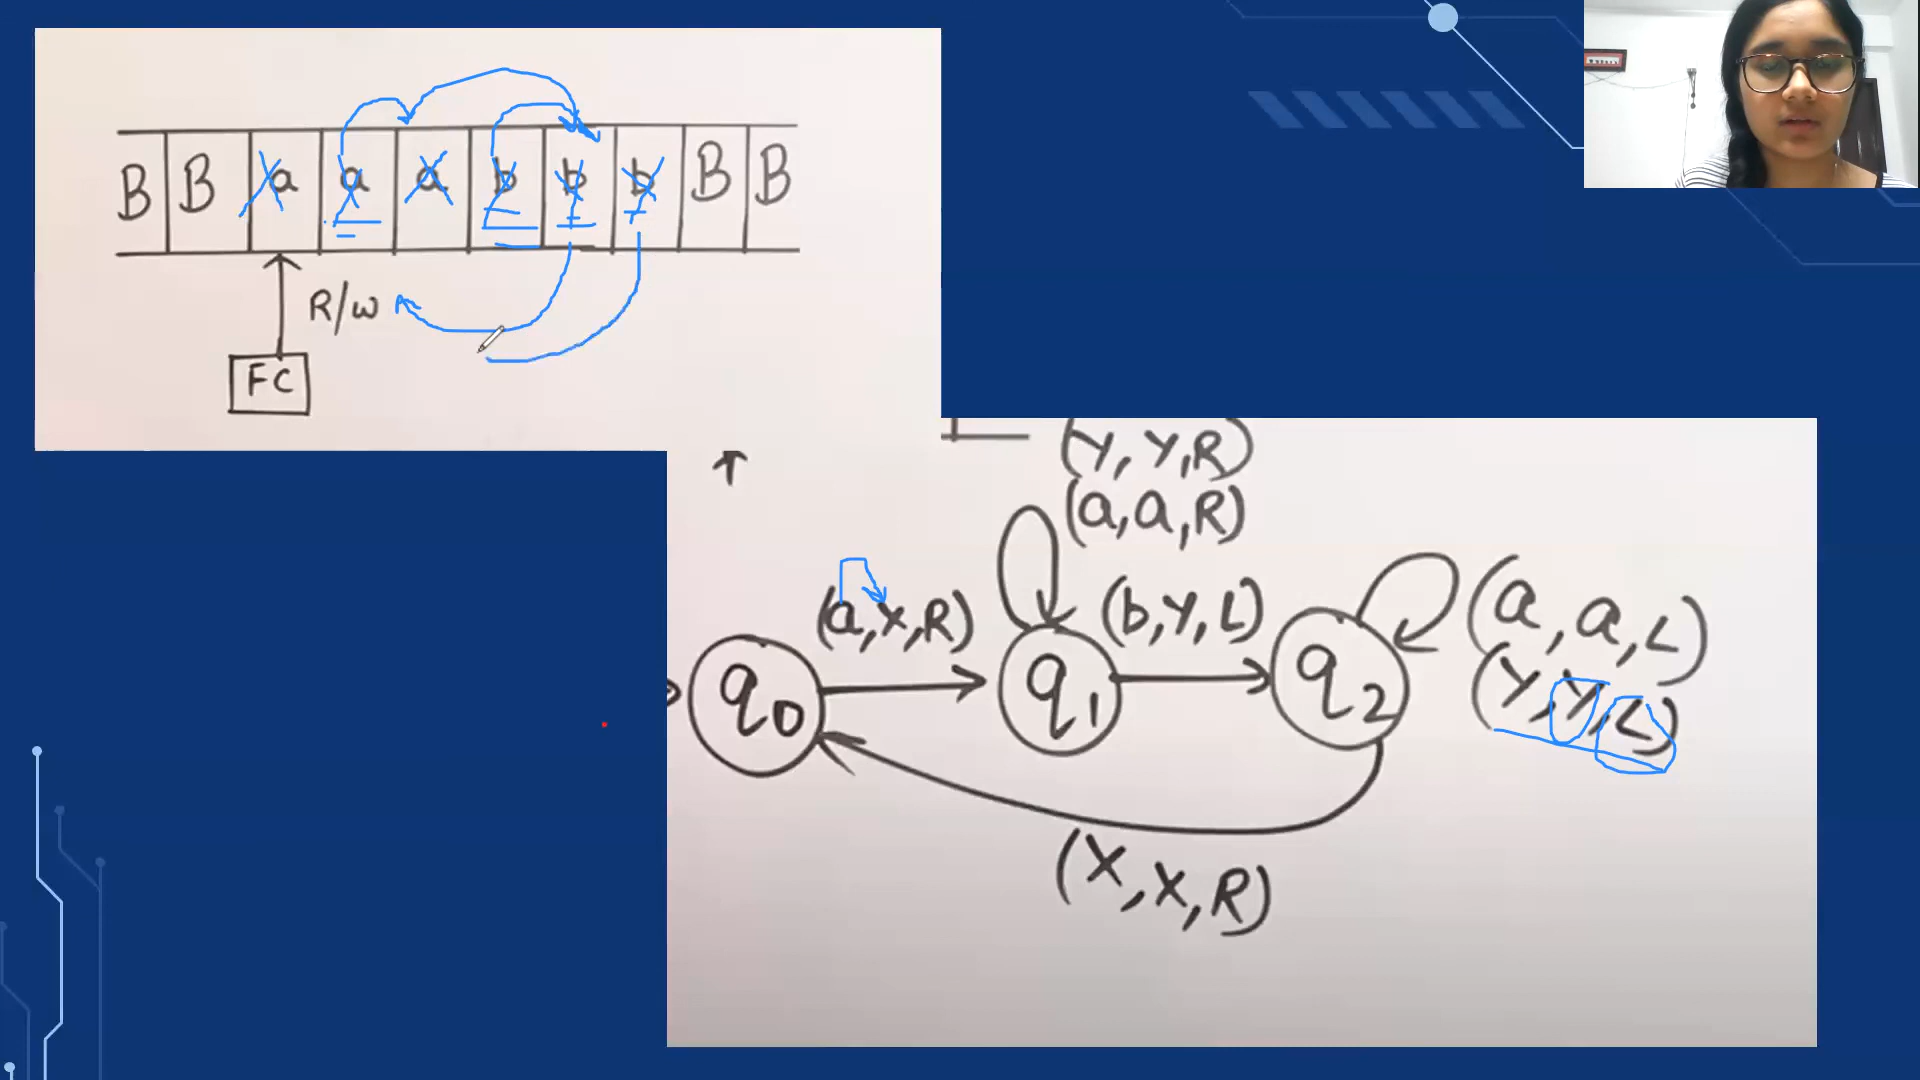 B B a a a b b b B B
X X X Y Y Y
R/W
FC
(Y, Y, R)
(a, a, R)
(a, X, R)
(b, Y, L)
(a, a, L)
(Y, Y, L)
q0
q1
q2
(X, X, R)